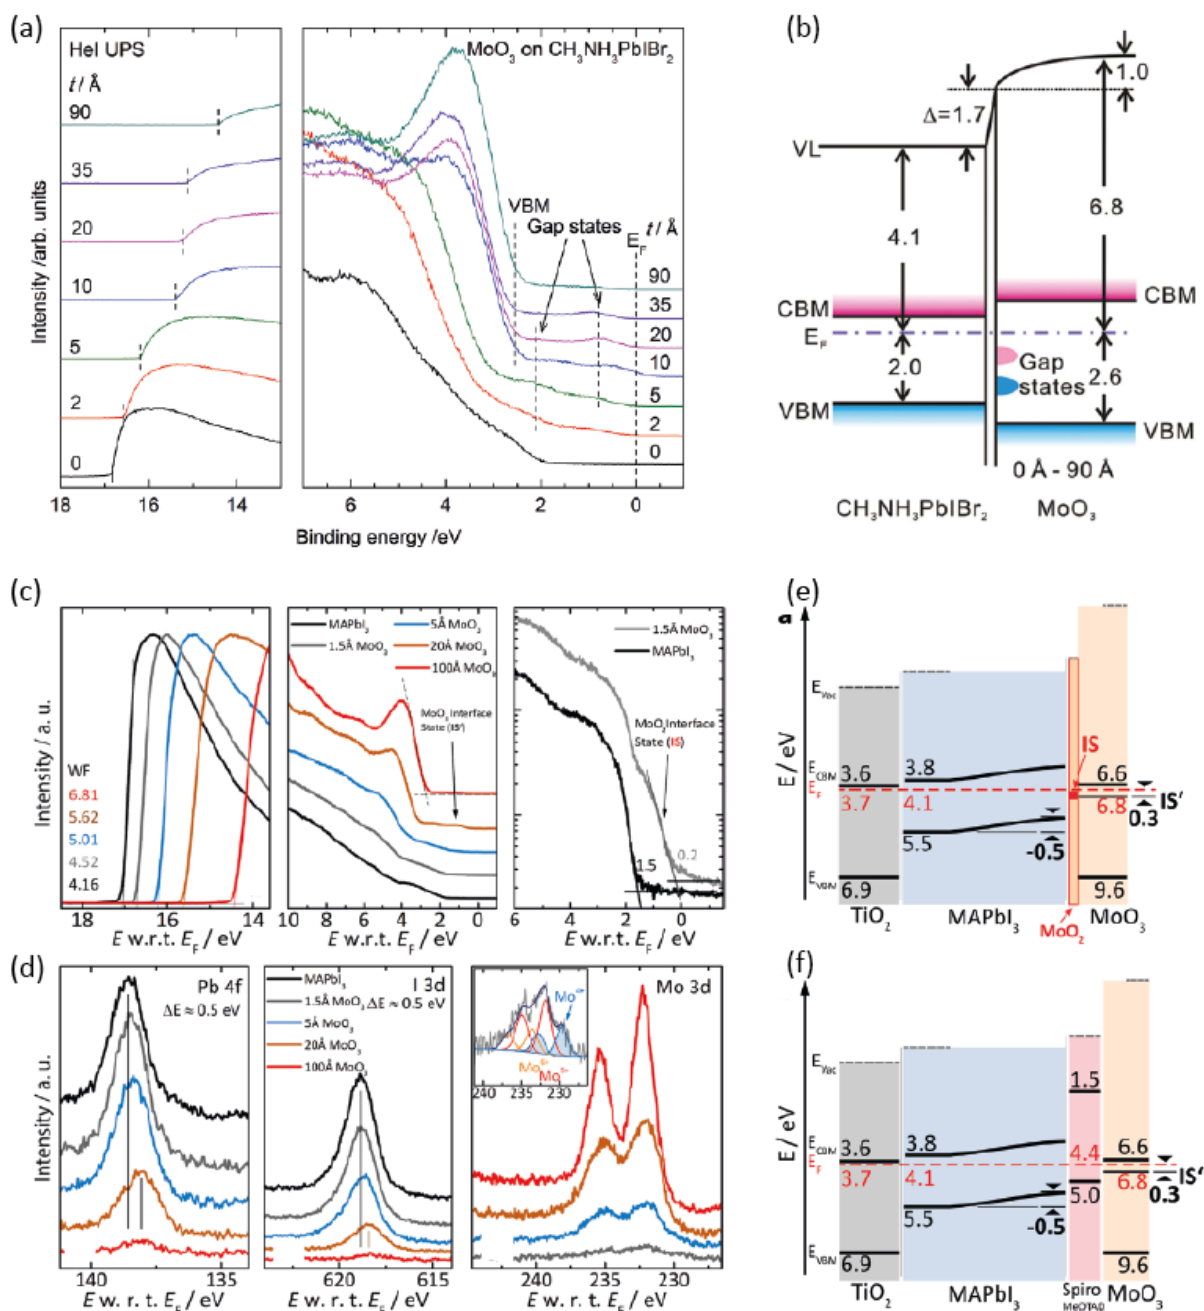 (a)
HeI UPS
t / Å
90
35
20
10
5
2
0
MoO3 on CH3NH3PbIBr2
VBM
Gap states
EF
t / Å
90
35
20
10
5
2
0
Intensity /arb. units
18 16 14
6 4 2 0
Binding energy /eV
(b)
1.0
Δ=1.7
VL
4.1
6.8
CBM
CBM
EF
2.0
Gap
states
2.6
VBM
VBM
0 Å - 90 Å
CH3NH3PbIBr2
MoO3
(c)
Intensity / a. u.
WF
6.81
5.62
5.01
4.52
4.16
18 16 14
E w.r.t. EF / eV
MAPbI3
1.5Å MoO3
5Å MoO3
20Å MoO3
100Å MoO3
Interface
State (IS')
10 8 6 4 2 0
E w.r.t. EF / eV
1.5Å MoO3
MAPbI3
MoO2 Interface
State (IS)
1.5
0.2
6 4 2 0
E w.r.t. EF / eV
(d)
Intensity / a. u.
Pb 4f
ΔE ≈ 0.5 eV
140 135
E w. r. t. EF / eV
MAPbI3
I 3d
1.5Å MoO3
ΔE ≈ 0.5 eV
5Å MoO3
20Å MoO3
100Å MoO3
620 615
E w. r. t. EF / eV
Mo 3d
240 235 230
240 235 230
E w. r. t. EF / eV
(e)
a
E / eV
EVac
ECBM
EF
EVBM
3.6
3.7
6.9
3.8
4.1
5.5
-0.5
IS
6.6
6.8
IS'
0.3
9.6
TiO2
MAPbI3
MoO2
MoO3
(f)
E / eV
EVac
ECBM
EF
EVBM
3.6
3.7
6.9
3.8
4.1
5.5
-0.5
1.5
4.4
5.0
6.6
6.8
IS'
0.3
9.6
TiO2
MAPbI3
Spiro
MeOTAD
MoO3